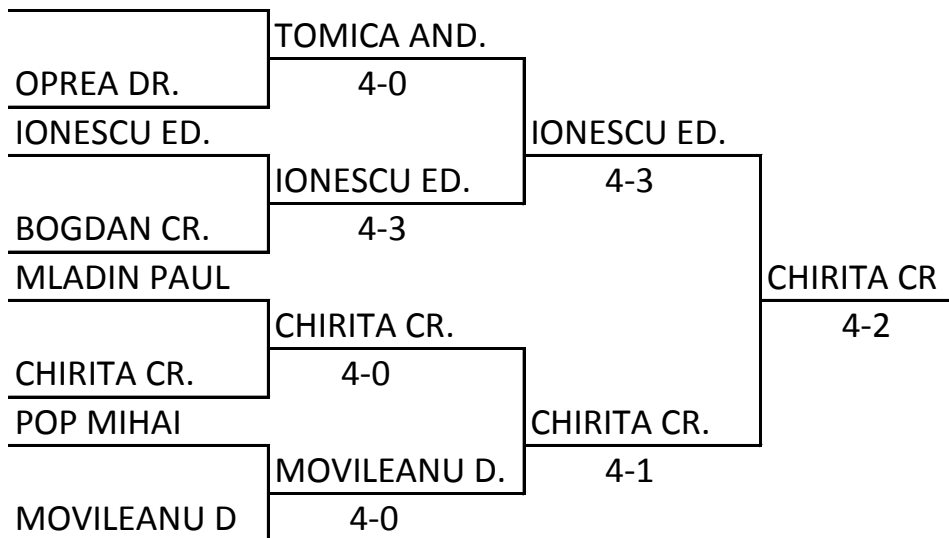 TOMICA AND.
OPREA DR.
4-0
IONESCU ED.
IONESCU ED.
IONESCU ED.
4-3
BOGDAN CR.
4-3
MLADIN PAUL
CHIRITA CR
CHIRITA CR.
4-2
CHIRITA CR.
4-0
POP MIHAI
CHIRITA CR.
MOVILEANU D.
4-1
MOVILEANU D
4-0